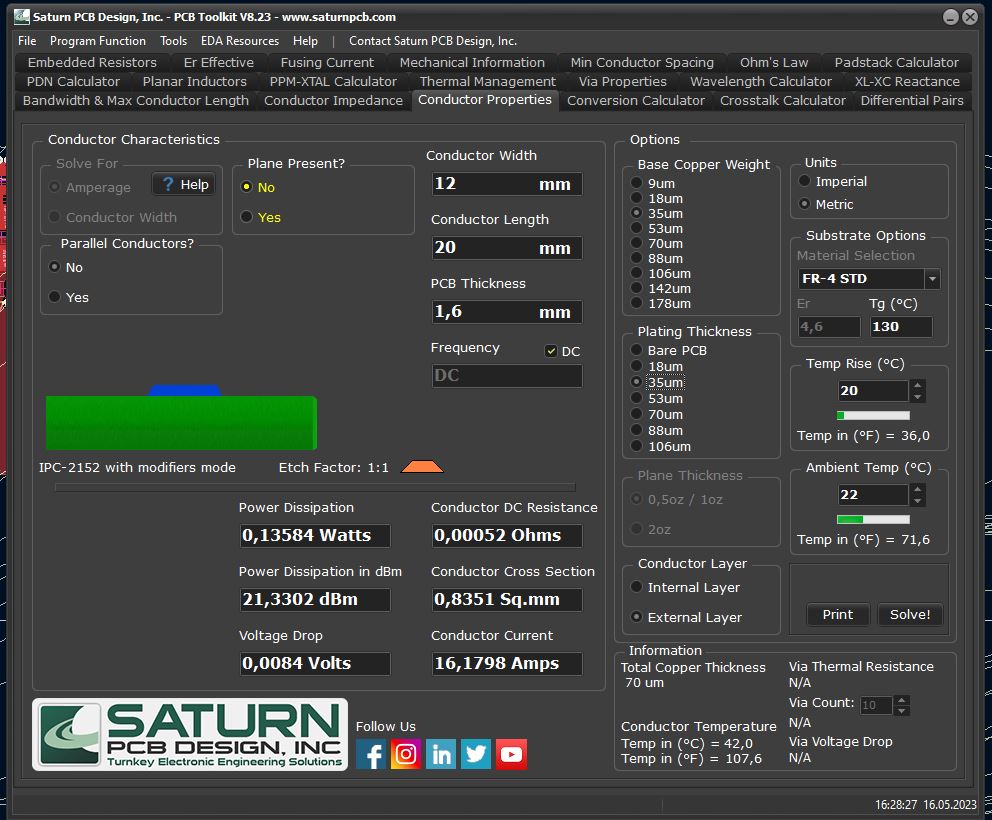 Saturn PCB Design, Inc. - PCB Toolkit V8.23 - www.saturnpcb.com
File Program Function Tools EDA Resources Help | Contact Saturn PCB Design, Inc.
Embedded Resistors Er Effective Fusing Current Mechanical Information Min Conductor Spacing Ohm's Law Padstack Calculator
PDN Calculator Planar Inductors PPM-XTAL Calculator Thermal Management Via Properties Wavelength Calculator XL-XC Reactance
Bandwidth & Max Conductor Length Conductor Impedance Conductor Properties Conversion Calculator Crosstalk Calculator Differential Pairs
Conductor Characteristics
Solve For
Amperage
? Help
Conductor Width
Plane Present?
No
Yes
Parallel Conductors?
No
Yes
Conductor Width
12 mm
Conductor Length
20 mm
PCB Thickness
1,6 mm
Frequency
DC
DC
IPC-2152 with modifiers mode
Etch Factor: 1:1
Power Dissipation
0,13584 Watts
Conductor DC Resistance
0,00052 Ohms
Power Dissipation in dBm
21,3302 dBm
Conductor Cross Section
0,8351 Sq.mm
Voltage Drop
0,0084 Volts
Conductor Current
16,1798 Amps
Options
Base Copper Weight
9um
18um
35um
53um
70um
88um
106um
142um
178um
Units
Imperial
Metric
Substrate Options
Material Selection
FR-4 STD
Er Tg (°C)
4,6 130
Plating Thickness
Bare PCB
18um
35um
53um
70um
88um
106um
Temp Rise (°C)
20
Temp in (°F) = 36,0
Plane Thickness
0,5oz / 1oz
2oz
Ambient Temp (°C)
22
Temp in (°F) = 71,6
Conductor Layer
Internal Layer
External Layer
Print
Solve!
Information
Total Copper Thickness
70 um
Conductor Temperature
Temp in (°C) = 42,0
Temp in (°F) = 107,6
Via Thermal Resistance
N/A
Via Count: 10
N/A
Via Voltage Drop
N/A
SATURN
PCB DESIGN, INC
Turnkey Electronic Engineering Solutions
Follow Us
f
in
16:28:27 16.05.2023